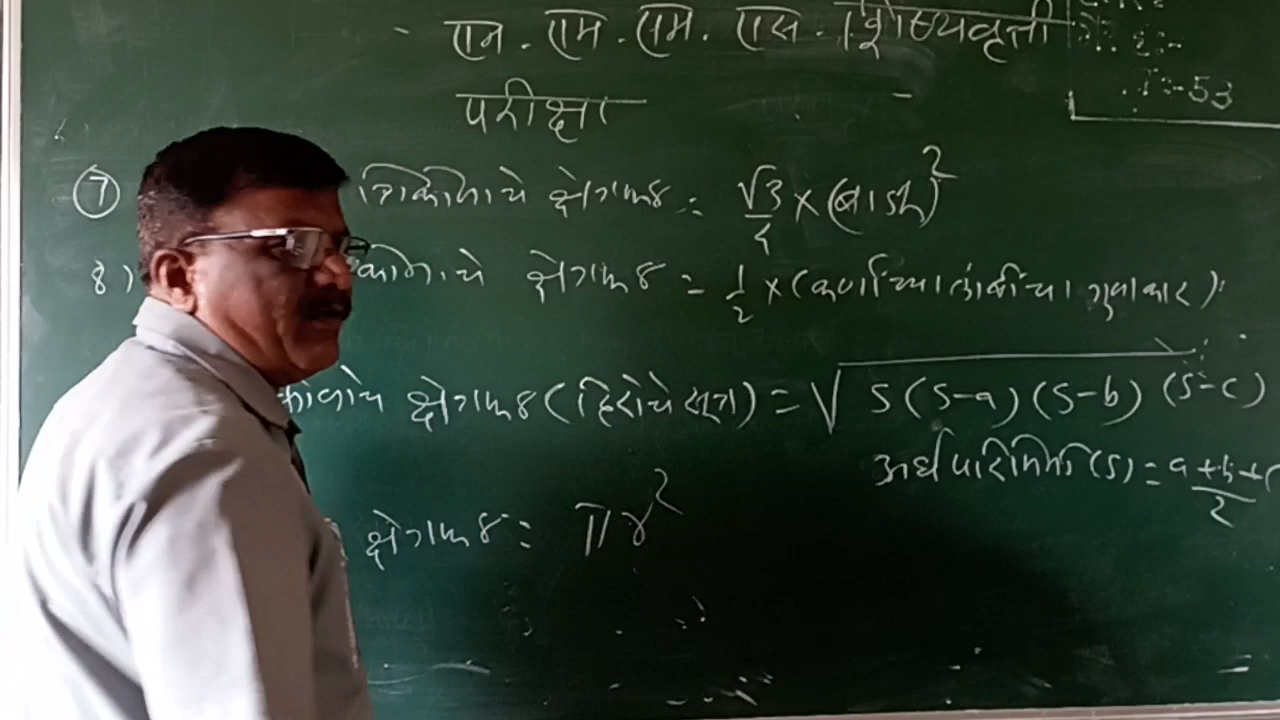 एन. एम. एम. एस. शिष्यवृत्ती
परीक्षा
53
7 त्रिकोणाचे क्षेत्रफळ = √3/4 × (बाजू)²
8) कोनाचे क्षेत्रफळ = 1/2 × (कर्णाच्या लांबीचा गुणाकार)
कोणाचे क्षेत्रफळ (हिरोचे सूत्र) = √s(s-a)(s-b)(s-c)
अर्धपरिमिती (s) = a+b+c/2
क्षेत्रफळ = πr²